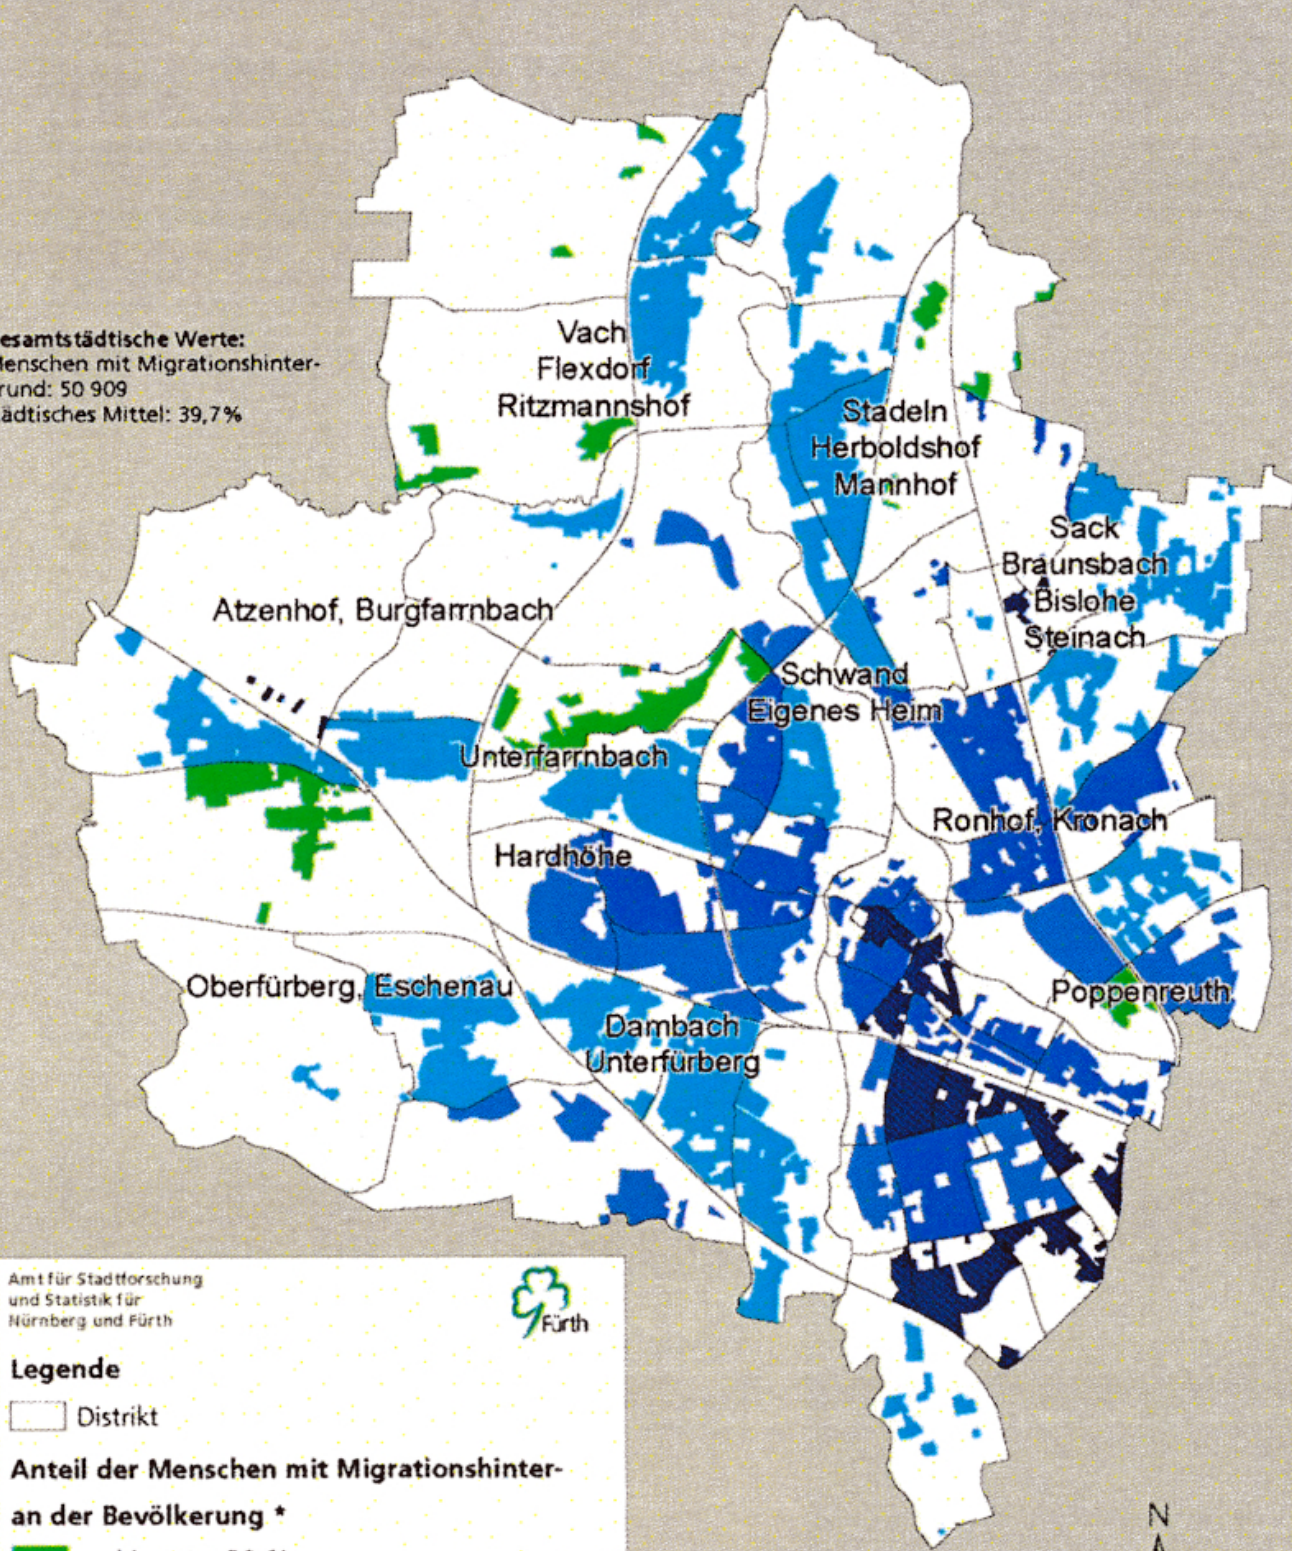 esamtstädtische Werte:
enschen mit Migrationshinter-
rund: 50 909
ädtisches Mittel: 39,7%
Vach
Flexdorf
Ritzmannshof
Stadeln
Herboldshof
Mannhof
Sack
Braunsbach
Bislohe
Steinach
Atzenhof, Burgfarrnbach
Schwand
Eigenes Heim
Unterfarrnbach
Ronhof, Kronach
Hardhöhe
Oberfürberg, Eschenau
Poppenreuth
Dambach
Unterfürberg
Amt für Stadtforschung
und Statistik für
Nürnberg und Fürth
Fürth
Legende
Distrikt
Anteil der Menschen mit Migrationshinter-
an der Bevölkerung *
N